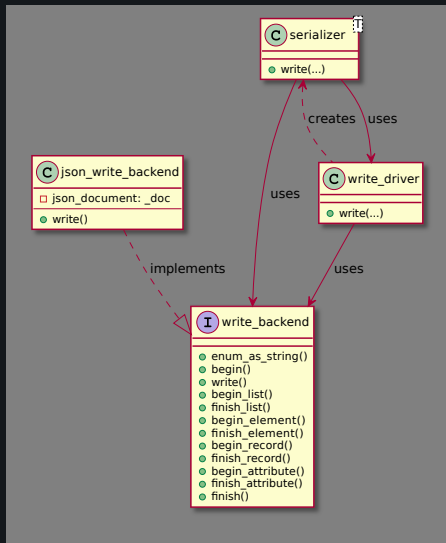 C serializer
T
write(...)
creates
uses
C json_write_backend
json_document: _doc
write()
C write_driver
write(...)
uses
implements
uses
I write_backend
enum_as_string()
begin()
write()
begin_list()
finish_list()
begin_element()
finish_element()
begin_record()
finish_record()
begin_attribute()
finish_attribute()
finish()